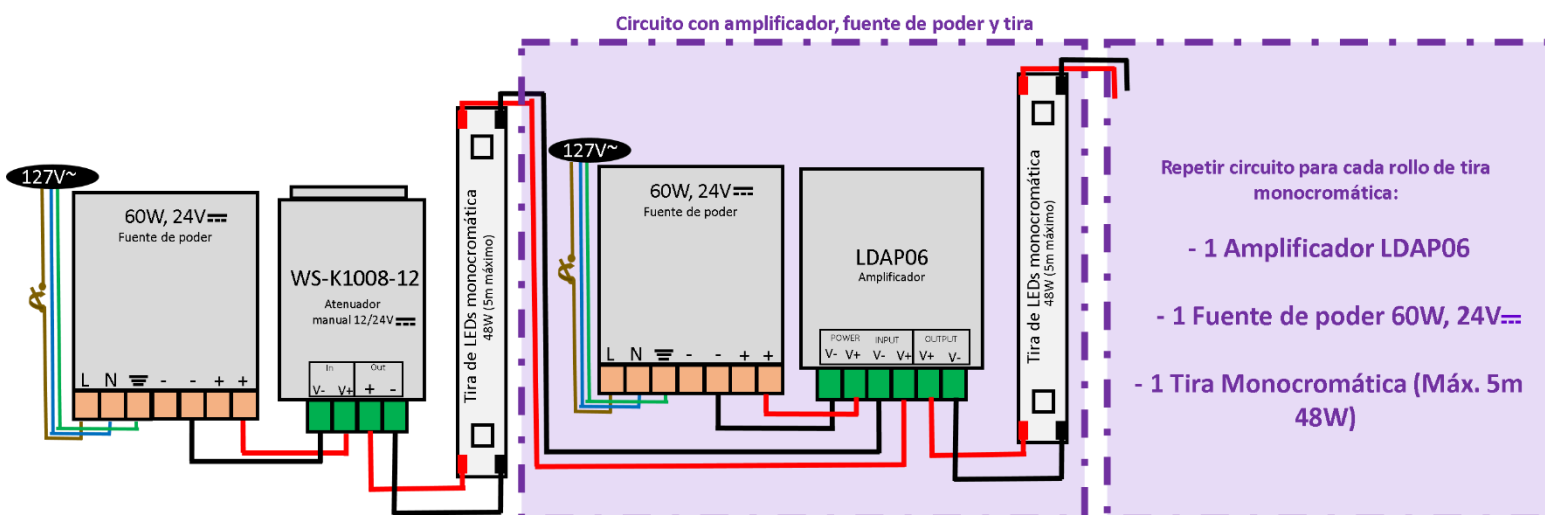 Circuito con amplificador, fuente de poder y tira
127V~
60W, 24V
Fuente de poder
L N - - + +
WS-K1008-12
Atenuador
manual 12/24V
In Out
V- V+ + -
Tira de LEDs monocromática
48W (5m máximo)
127V~
60W, 24V
Fuente de poder
L N - - + +
LDAP06
Amplificador
POWER INPUT OUTPUT
V- V+ V- V+ V+ V-
Tira de LEDs monocromática
48W (5m máximo)
Repetir circuito para cada rollo de tira
monocromática:
- 1 Amplificador LDAP06
- 1 Fuente de poder 60W, 24V
- 1 Tira Monocromática (Máx. 5m
48W)